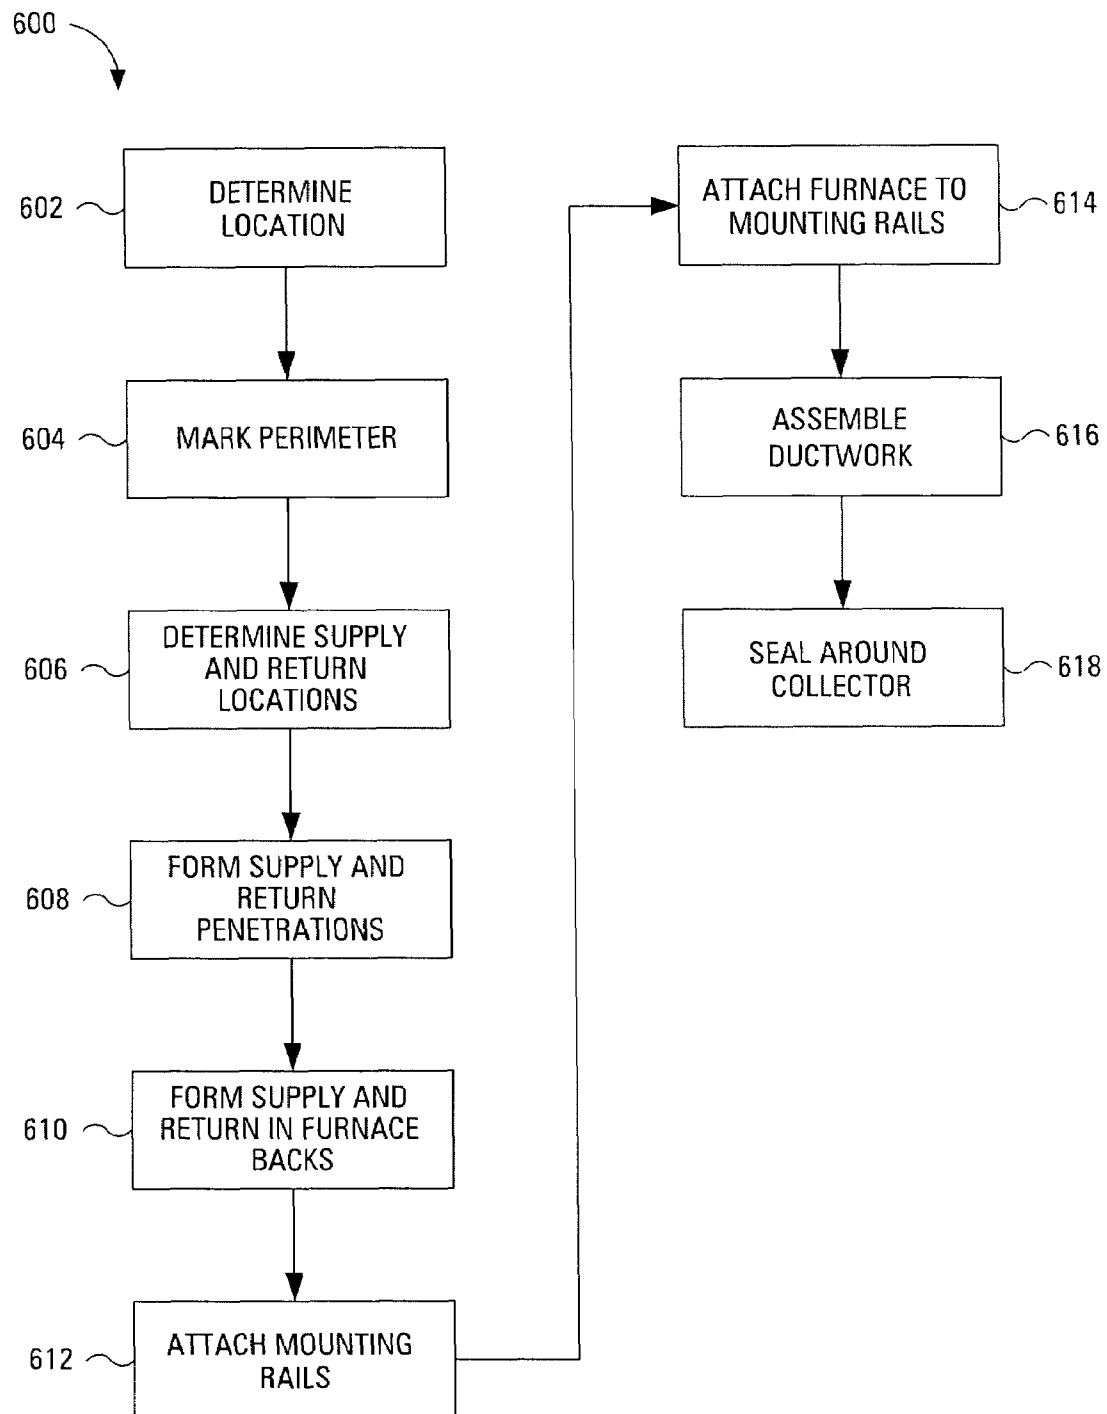 600
602
DETERMINE
LOCATION
604
MARK PERIMETER
606
DETERMINE SUPPLY
AND RETURN
LOCATIONS
608
FORM SUPPLY AND
RETURN
PENETRATIONS
610
FORM SUPPLY AND
RETURN IN FURNACE
BACKS
612
ATTACH MOUNTING
RAILS
ATTACH FURNACE TO
MOUNTING RAILS
614
ASSEMBLE
DUCTWORK
616
SEAL AROUND
COLLECTOR
618